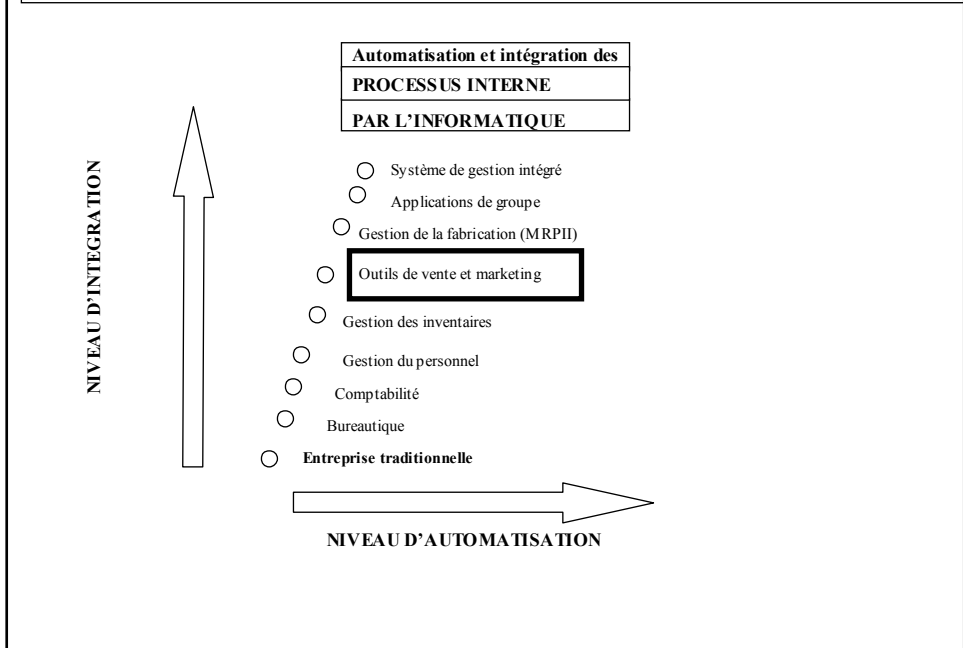 Automatisation et intégration des
PROCESSUS INTERNE
PAR L'INFORMATIQUE
NIVEAU D'INTEGRATION
Système de gestion intégré
Applications de groupe
Gestion de la fabrication (MRPII)
Outils de vente et marketing
Gestion des inventaires
Gestion du personnel
Comptabilité
Bureautique
Entreprise traditionnelle
NIVEAU D'AUTOMATISATION